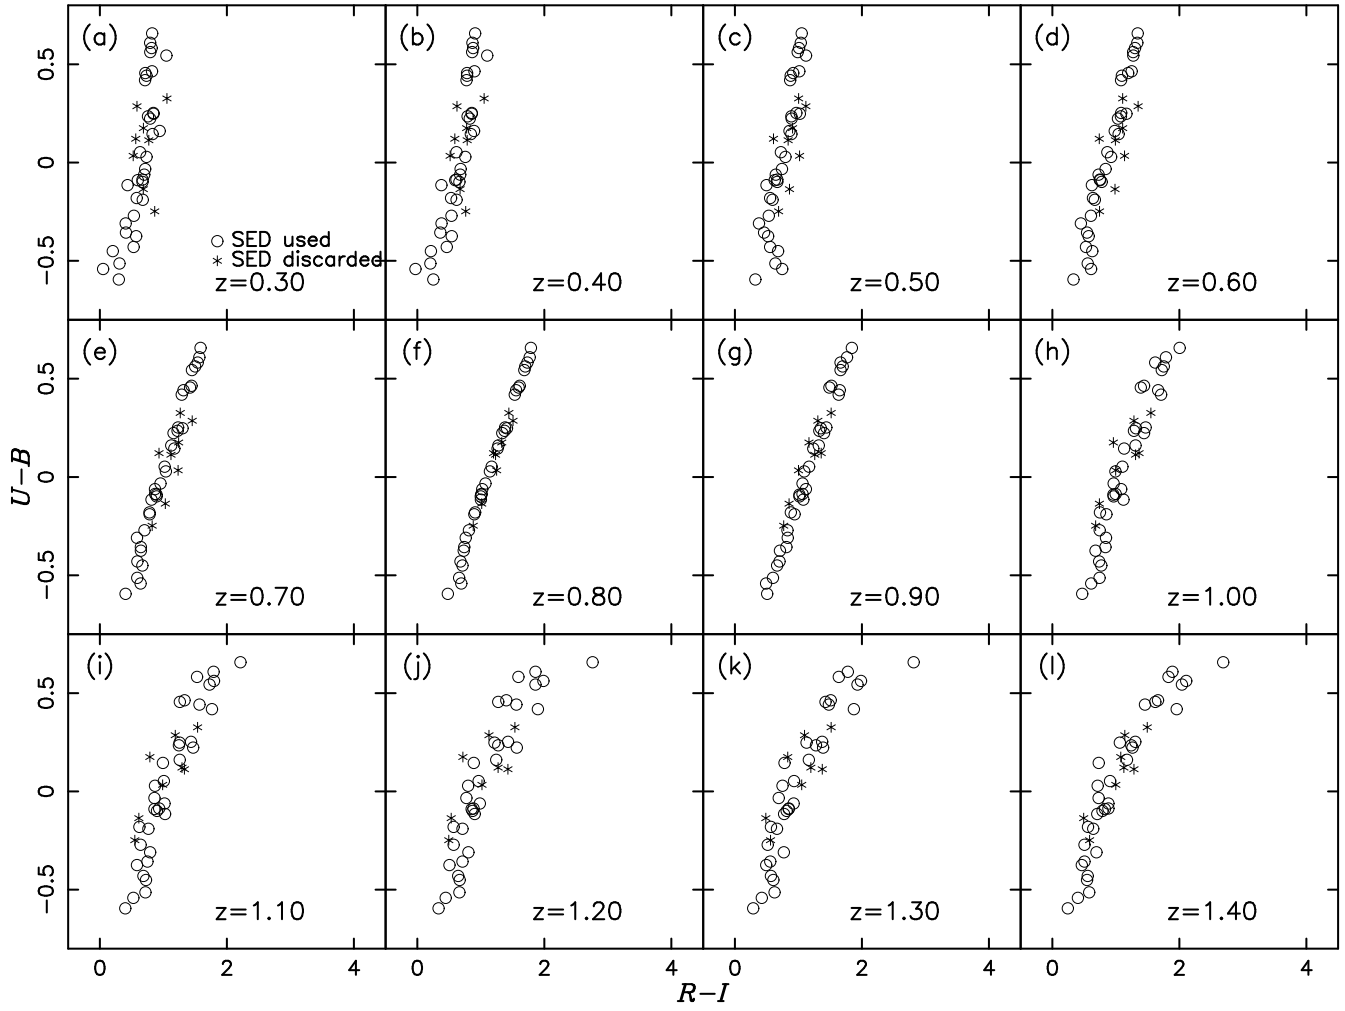 (a)
(b)
(c)
(d)
0.5
0
−0.5
SED used
SED discarded
z=0.30
z=0.40
z=0.50
z=0.60
(e)
(f)
(g)
(h)
0.5
0
−0.5
U−B
z=0.70
z=0.80
z=0.90
z=1.00
(i)
(j)
(k)
(l)
0.5
0
−0.5
z=1.10
z=1.20
z=1.30
z=1.40
0 2 4 0 2 4 0 2 4 0 2 4
R−I